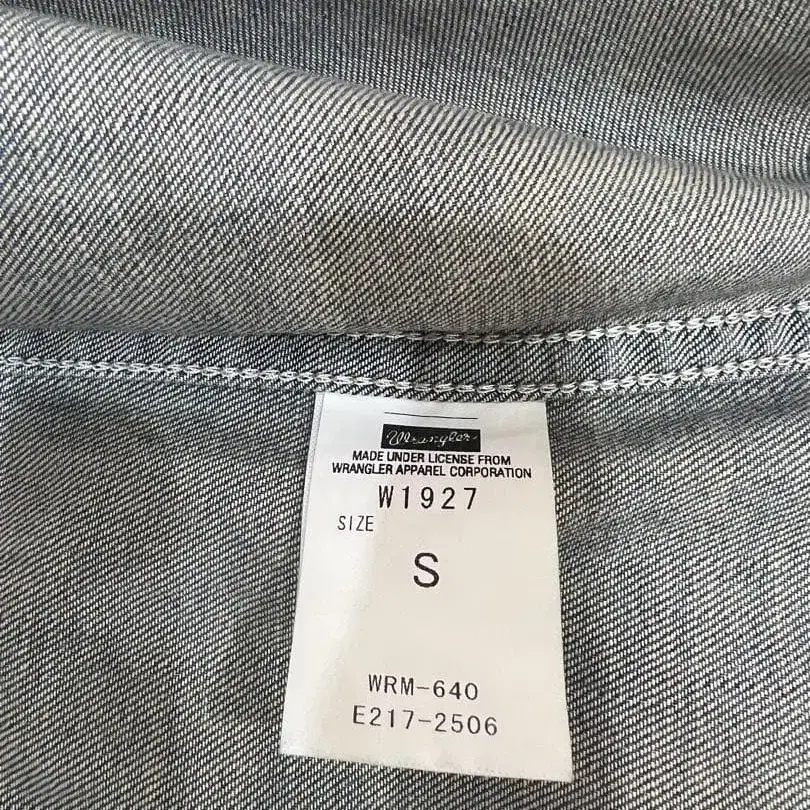 Wrangler
MADE UNDER LICENSE FROM
WRANGLER APPAREL CORPORATION
W1927
SIZE
S
WRM-640
E217-2506